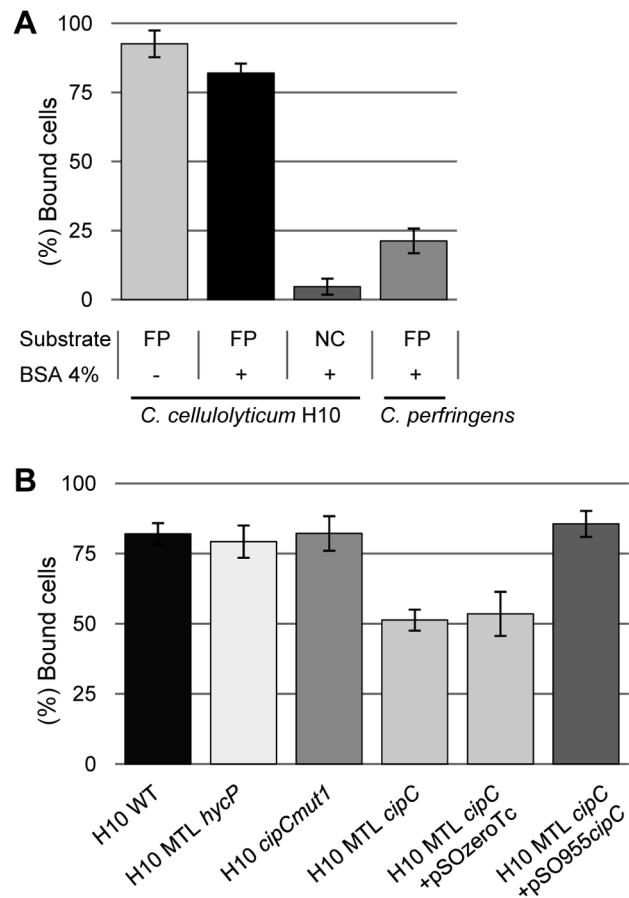 A
100
75
50
25
0
(%) Bound cells
Substrate FP FP NC FP
BSA 4% - + + +
C. cellulolyticum H10 C. perfringens
B
100
75
50
25
0
(%) Bound cells
H10 WT
H10 MTL hycP
H10 cipCmut1
H10 MTL cipC
H10 MTL cipC
+pSOzeroTc
H10 MTL cipC
+pSO955cipC